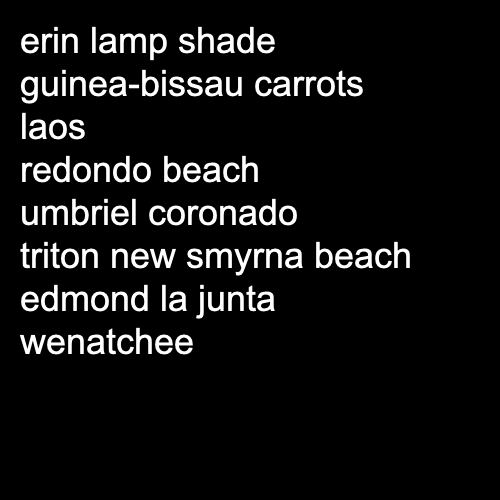 erin lamp shade
guinea-bissau carrots
laos
redondo beach
umbriel coronado
triton new smyrna beach
edmond la junta
wenatchee